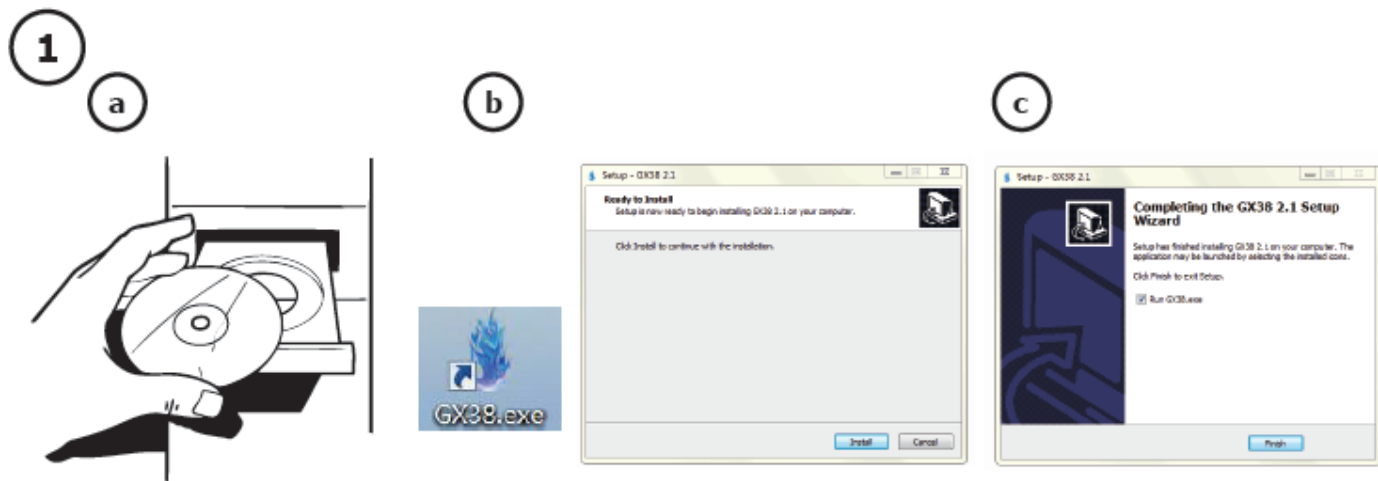 1
a
b
c
GX38.exe
Setup - GX38 2.1
Ready to Install
Setup is now ready to begin installing GX38 2.1 on your computer.
Click Install to continue with the installation.
Install
Cancel
Setup - GX38 2.1
Completing the GX38 2.1 Setup
Wizard
Setup has finished installing GX38 2.1 on your computer. The
application may be launched by selecting the installed icons.
Click Finish to exit Setup.
Run GX38.exe
Finish